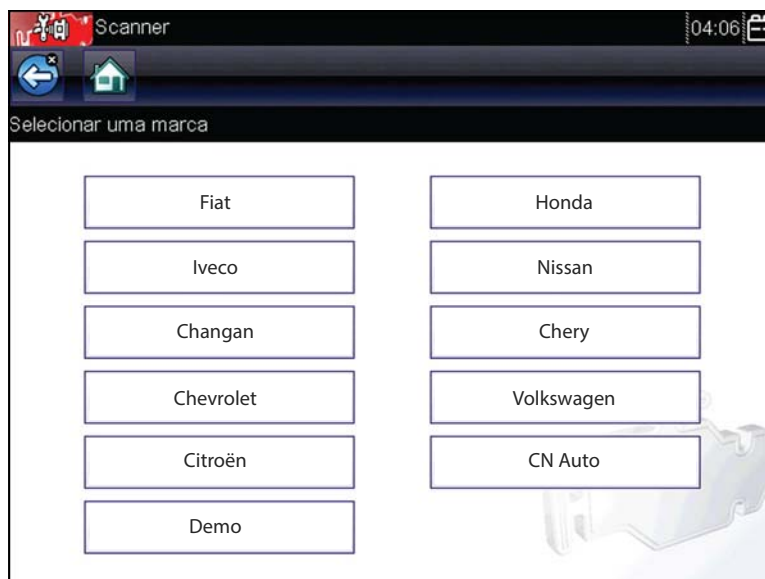 Scanner
04:06
Selecionar uma marca
Fiat
Honda
Iveco
Nissan
Changan
Chery
Chevrolet
Volkswagen
Citroën
CN Auto
Demo